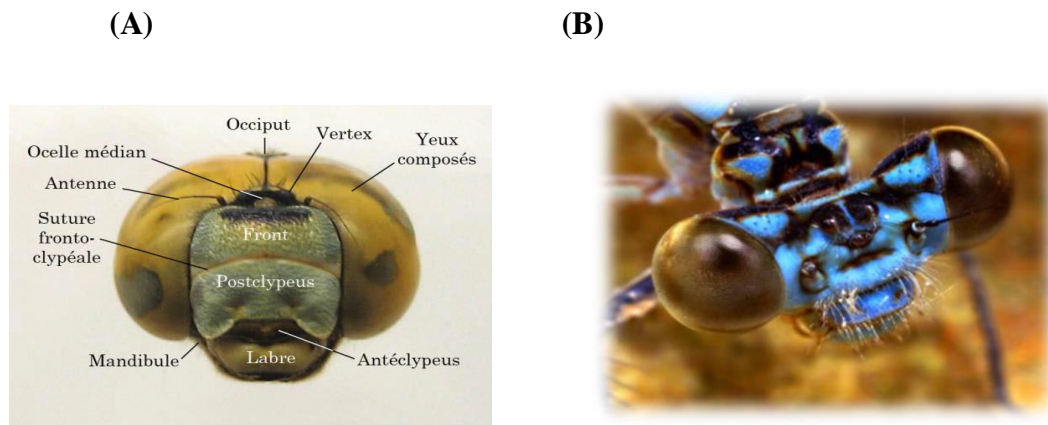 (A)
(B)
Occiput
Vertex
Ocelle médian
Yeux
composés
Antenne
Suture
fronto-
clypéale
Front
Postclypeus
Mandibule
Labre
Antéclypeus